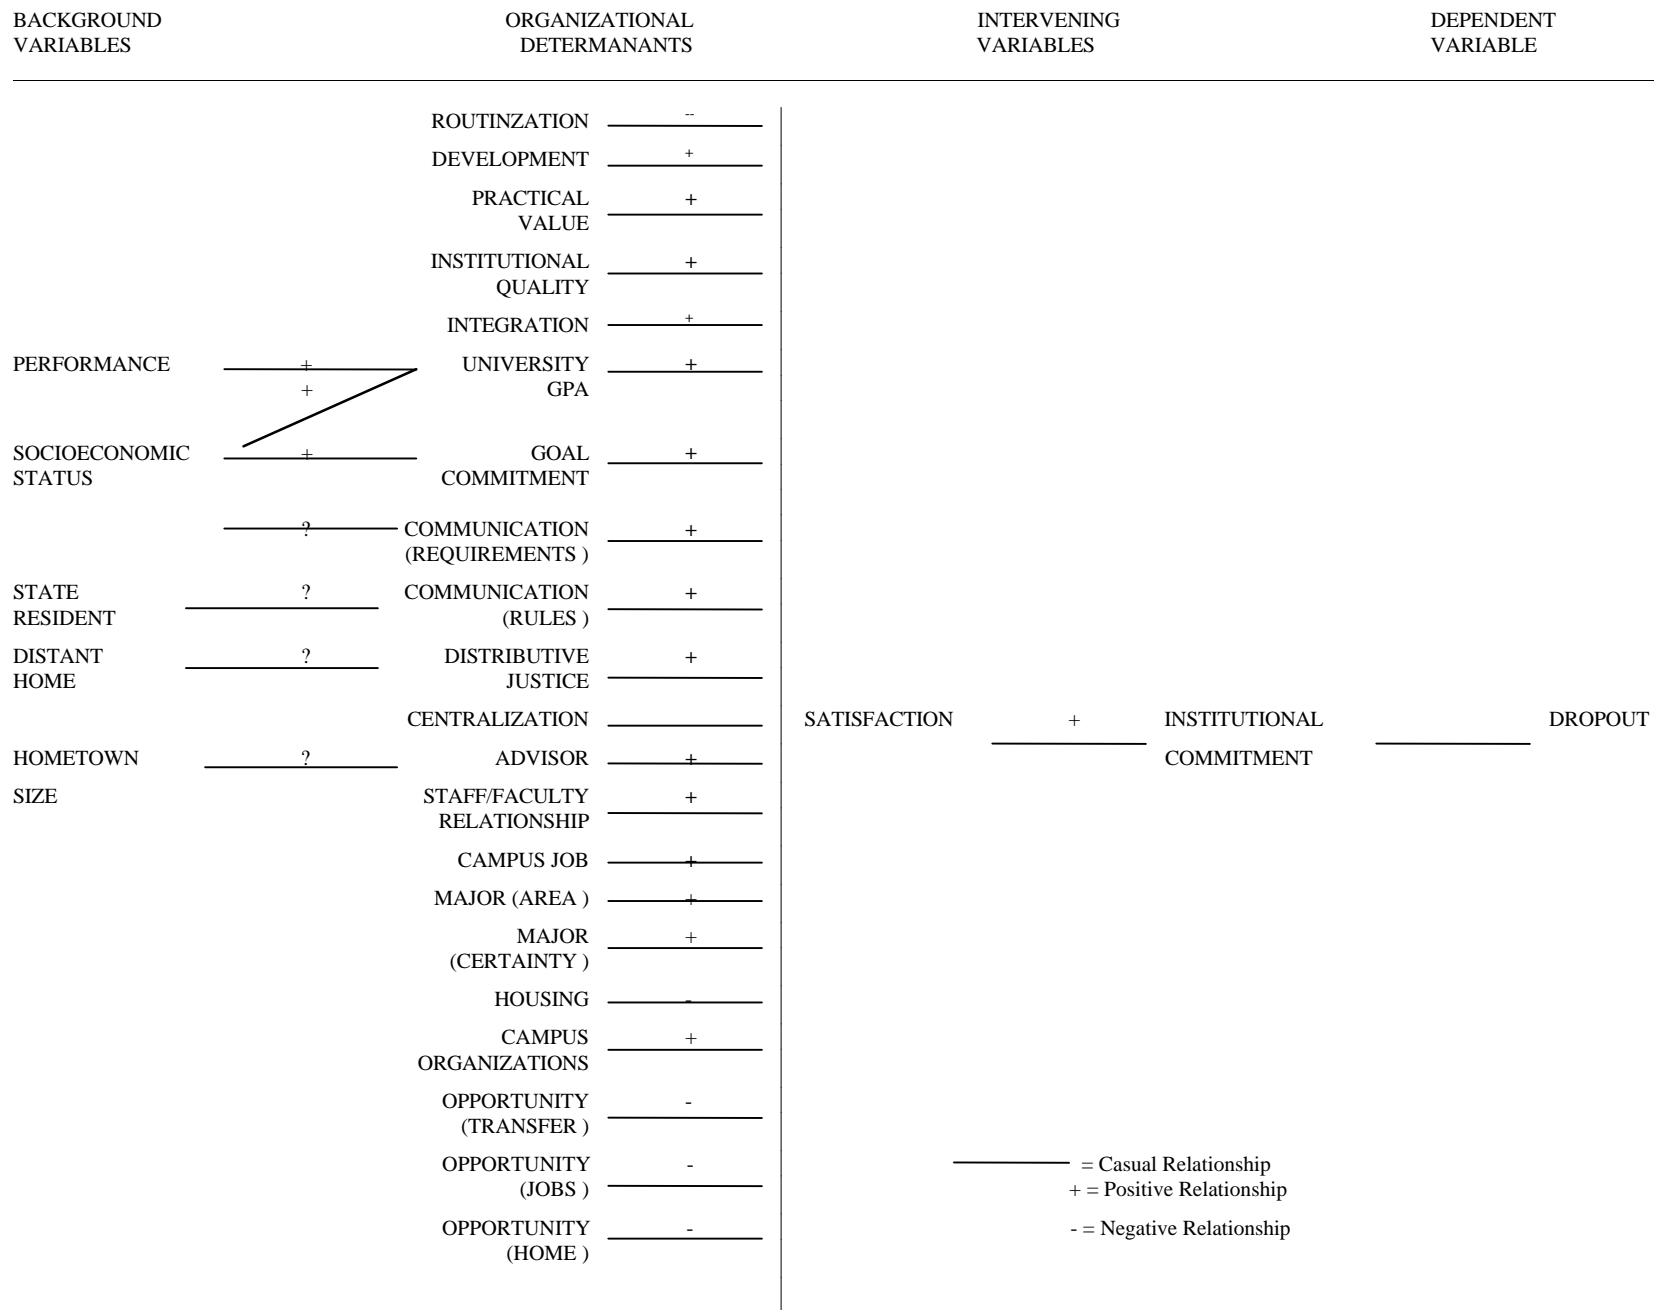 BACKGROUND ORGANIZATIONAL INTERVENING DEPENDENT
VARIABLES DETERMANANTS VARIABLES VARIABLE
ROUTINZATION --
DEVELOPMENT +
PRACTICAL +
VALUE
INSTITUTIONAL +
QUALITY
INTEGRATION +
PERFORMANCE + UNIVERSITY +
+ GPA
SOCIOECONOMIC + GOAL +
STATUS COMMITMENT
? COMMUNICATION +
(REQUIREMENTS )
STATE ? COMMUNICATION +
RESIDENT (RULES )
DISTANT ? DISTRIBUTIVE +
HOME JUSTICE
CENTRALIZATION SATISFACTION + INSTITUTIONAL DROPOUT
HOMETOWN ? ADVISOR + COMMITMENT
SIZE STAFF/FACULTY +
RELATIONSHIP
CAMPUS JOB +
MAJOR (AREA ) +
MAJOR +
(CERTAINTY )
HOUSING -
CAMPUS +
ORGANIZATIONS
OPPORTUNITY -
(TRANSFER )
OPPORTUNITY - = Casual Relationship
(JOBS ) + = Positive Relationship
OPPORTUNITY - - = Negative Relationship
(HOME )